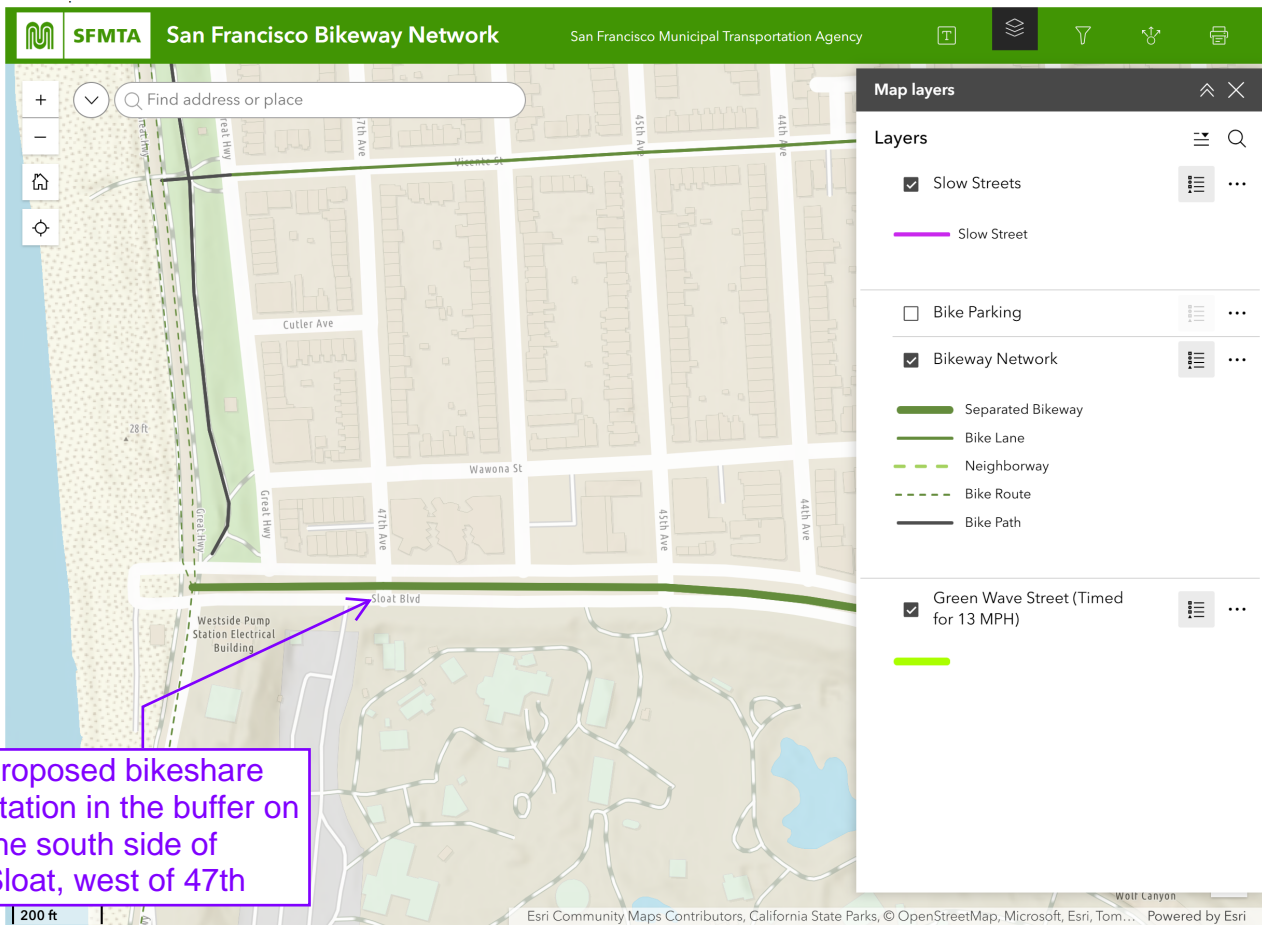 SFMTA
San Francisco Bikeway Network
San Francisco Municipal Transportation Agency
T
Map layers
Find address or place
Layers
Slow Streets
Slow Street
Bike Parking
Bikeway Network
Separated Bikeway
Bike Lane
Neighborway
Bike Route
Bike Path
Green Wave Street (Timed
for 13 MPH)
Great Hwy
Great Hwy
47th Ave
45th Ave
44th Ave
Vicente St
Cutler Ave
28 ft
Wawona St
Great Hwy
Great Hwy
47th Ave
45th Ave
44th Ave
Sloat Blvd
Westside Pump
Station Electrical
Building
roposed bikeshare
tation in the buffer on
he south side of
Sloat, west of 47th
Wolf Canyon
200 ft
Esri Community Maps Contributors, California State Parks, © OpenStreetMap, Microsoft, Esri, Tom... Powered by Esri